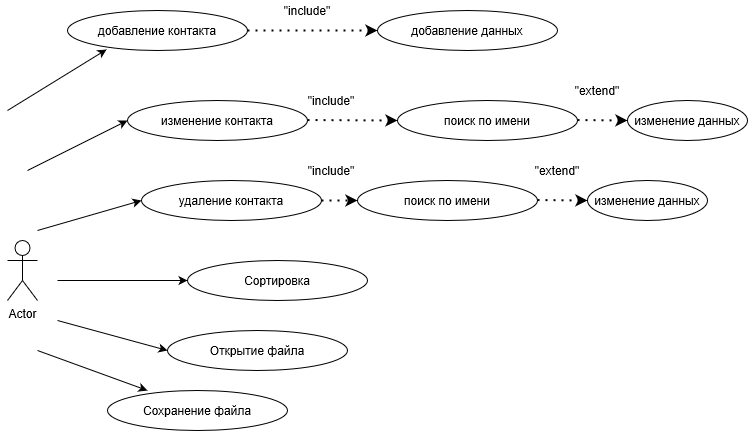 "include"
добавление контакта
добавление данных
"include"
"extend"
изменение контакта
поиск по имени
изменение данных
"include"
"extend"
удаление контакта
поиск по имени
изменение данных
Сортировка
Actor
Открытие файла
Сохранение файла